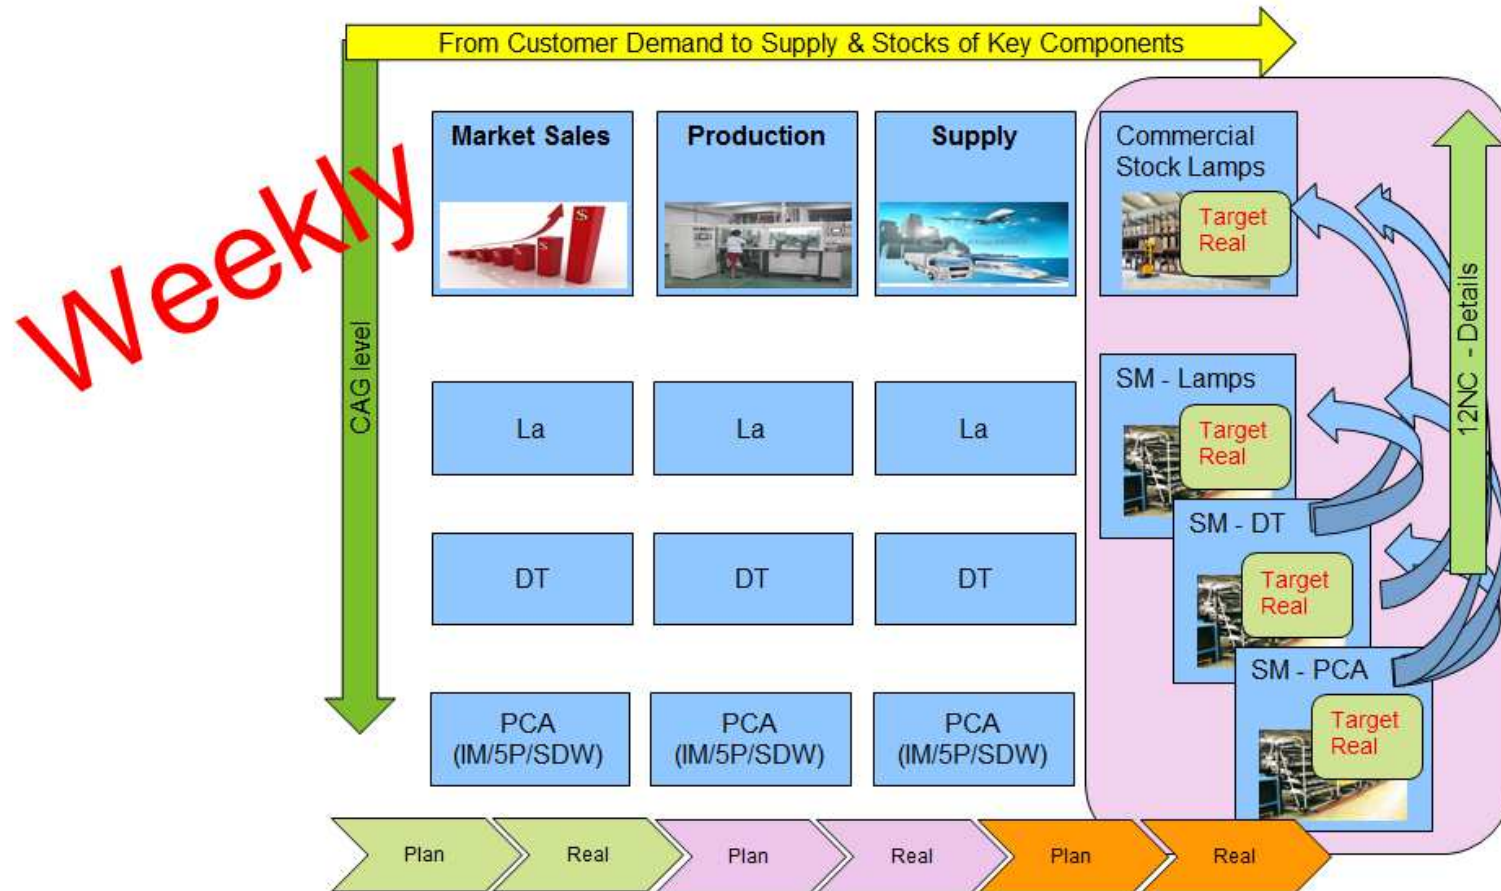 From Customer Demand to Supply & Stocks of Key Components
Weekly
CAG level
Market Sales
Production
Supply
Commercial
Stock Lamps
Target
Real
12NC - Details
La
La
La
SM - Lamps
Target
Real
DT
DT
DT
SM - DT
Target
Real
PCA
(IM/5P/SDW)
PCA
(IM/5P/SDW)
PCA
(IM/5P/SDW)
SM - PCA
Target
Real
Plan
Real
Plan
Real
Plan
Real